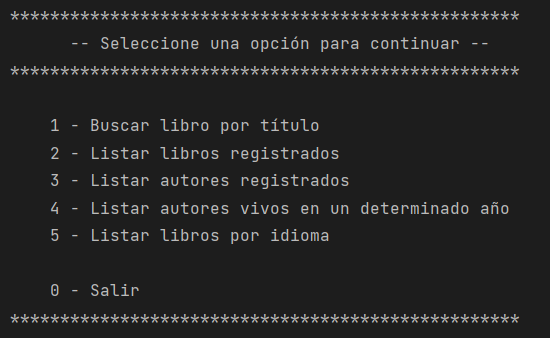 ***************************************************
-- Seleccione una opción para continuar --
***************************************************
1 - Buscar libro por título
2 - Listar libros registrados
3 - Listar autores registrados
4 - Listar autores vivos en un determinado año
5 - Listar libros por idioma
0 - Salir
***************************************************